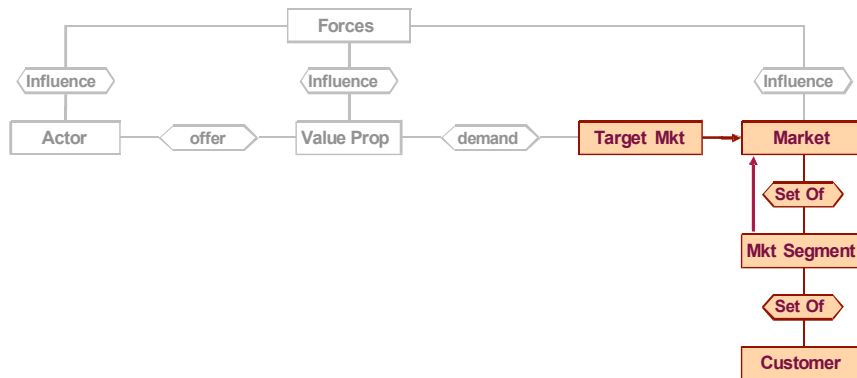 Forces
Influence
Influence
Influence
Actor
offer
Value Prop
demand
Target Mkt
Market
Set Of
Mkt Segment
Set Of
Customer